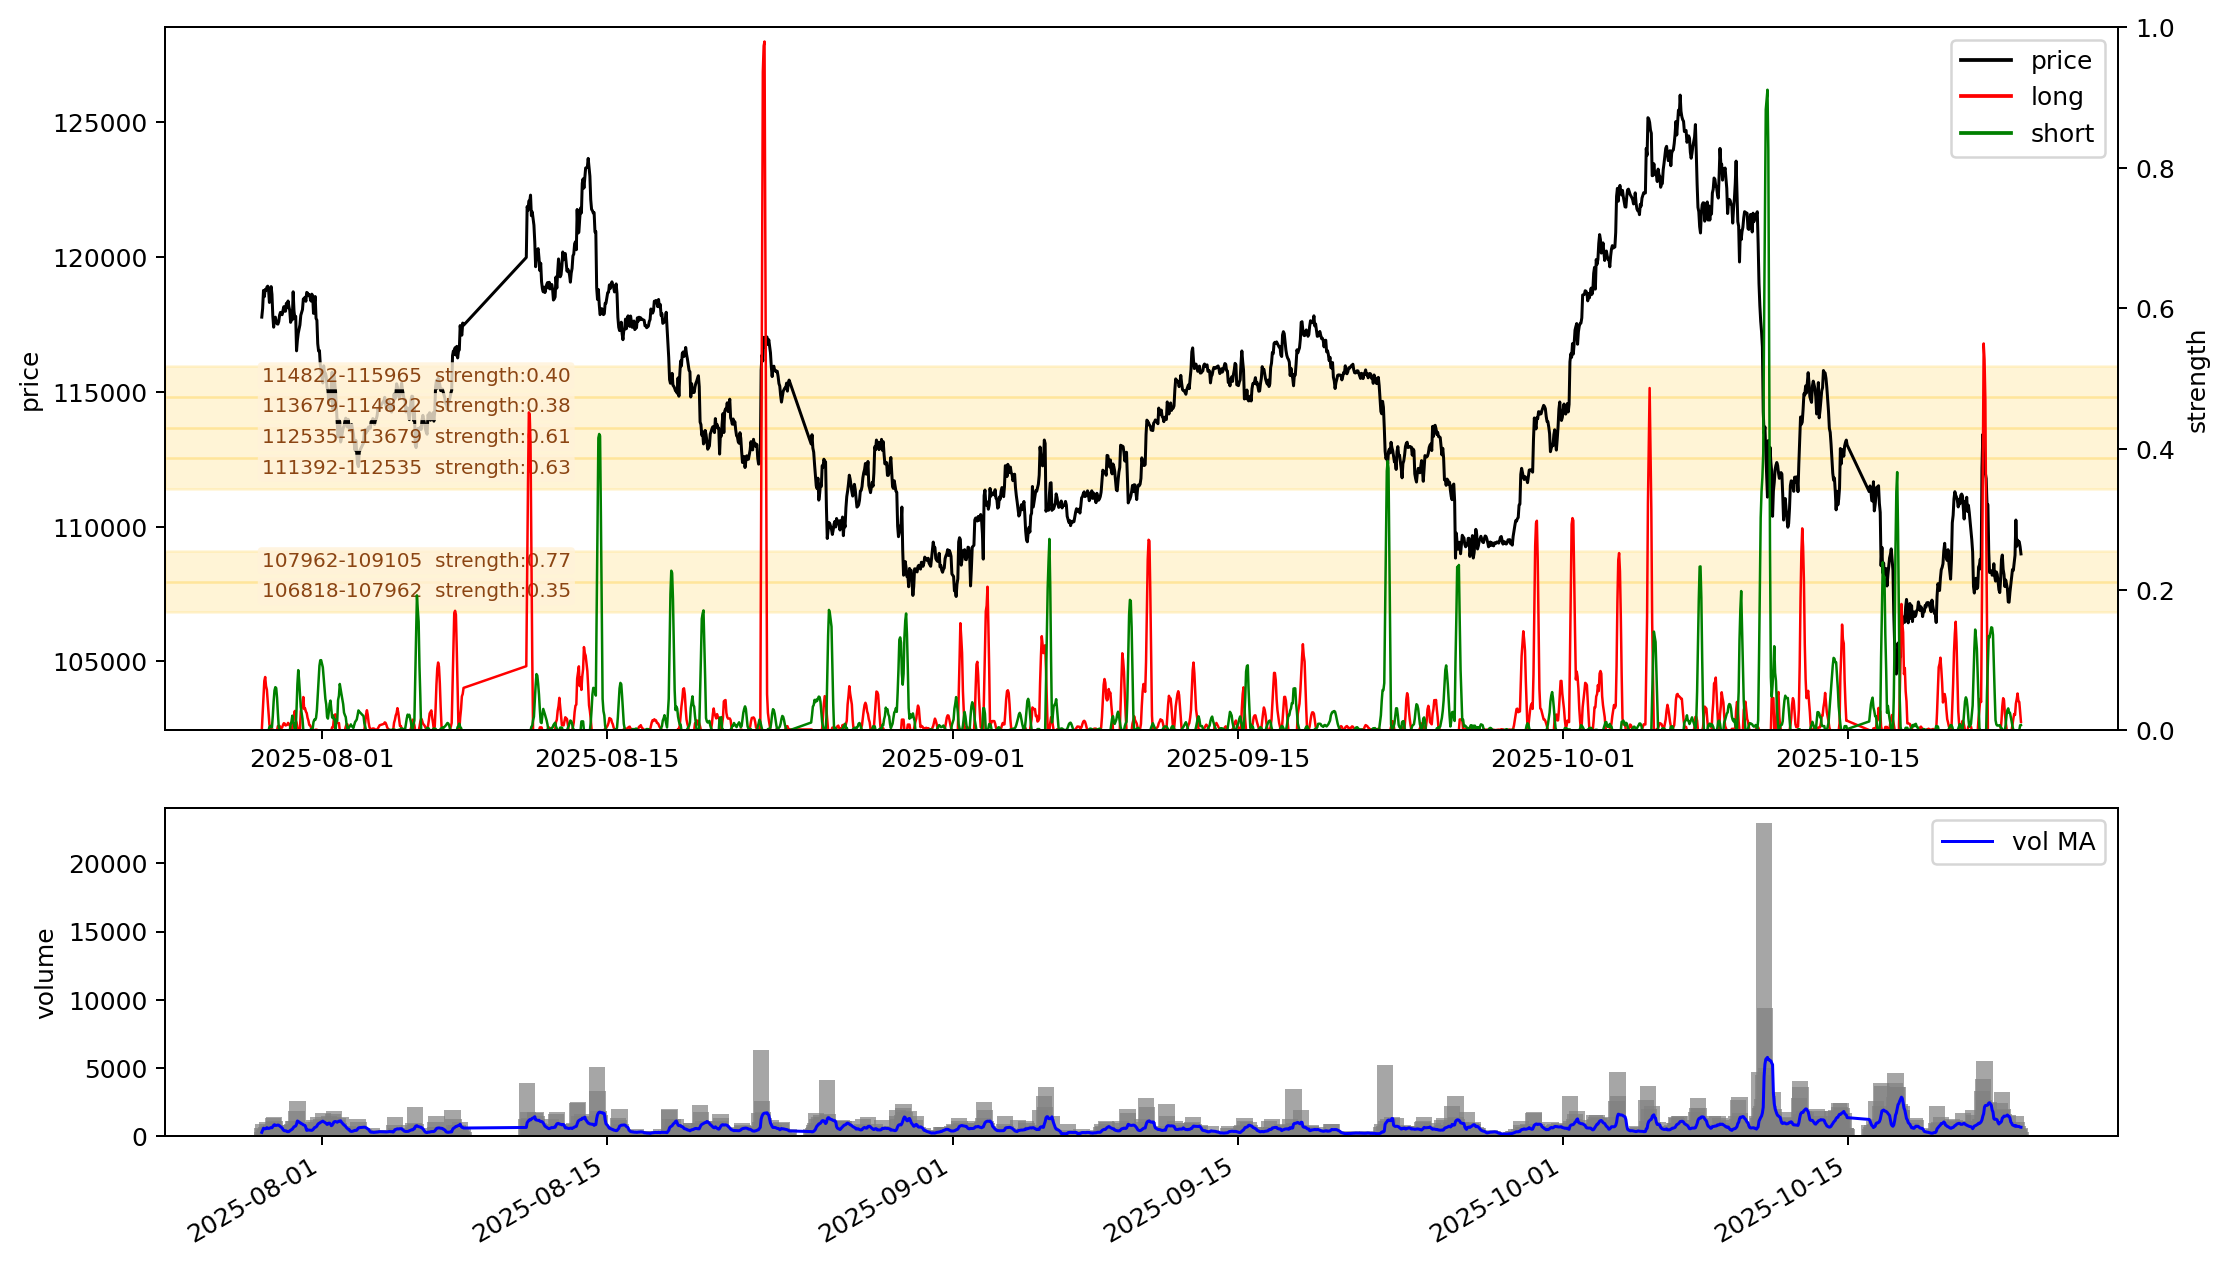 price
long
short
125000
120000
115000
110000
105000
price
1.0
0.8
0.6
0.4
0.2
0.0
strength
114822-115965 strength:0.40
113679-114822 strength:0.38
112535-113679 strength:0.61
111392-112535 strength:0.63
107962-109105 strength:0.77
106818-107962 strength:0.35
2025-08-01 2025-08-15 2025-09-01 2025-09-15 2025-10-01 2025-10-15
vol MA
20000
15000
10000
5000
0
volume
2025-08-01 2025-08-15 2025-09-01 2025-09-15 2025-10-01 2025-10-15